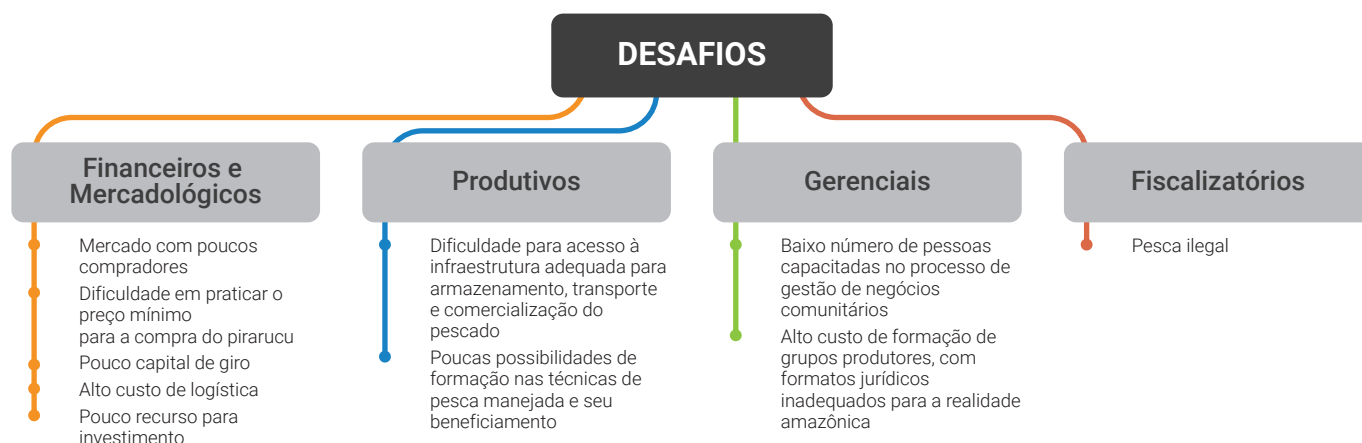 DESAFIOS
Financeiros e
Mercadológicos
Mercado com poucos
compradores
Dificuldade em praticar o
preço mínimo
para a compra do pirarucu
Pouco capital de giro
Alto custo de logística
Pouco recurso para
investimento
Produtivos
Dificuldade para acesso à
infraestrutura adequada para
armazenamento, transporte
e comercialização do
pescado
Poucas possibilidades de
formação nas técnicas de
pesca manejada e seu
beneficiamento
Gerenciais
Baixo número de pessoas
capacitadas no processo de
gestão de negócios
comunitários
Alto custo de formação de
grupos produtores, com
formatos jurídicos
inadequados para a realidade
amazônica
Fiscalizatórios
Pesca ilegal